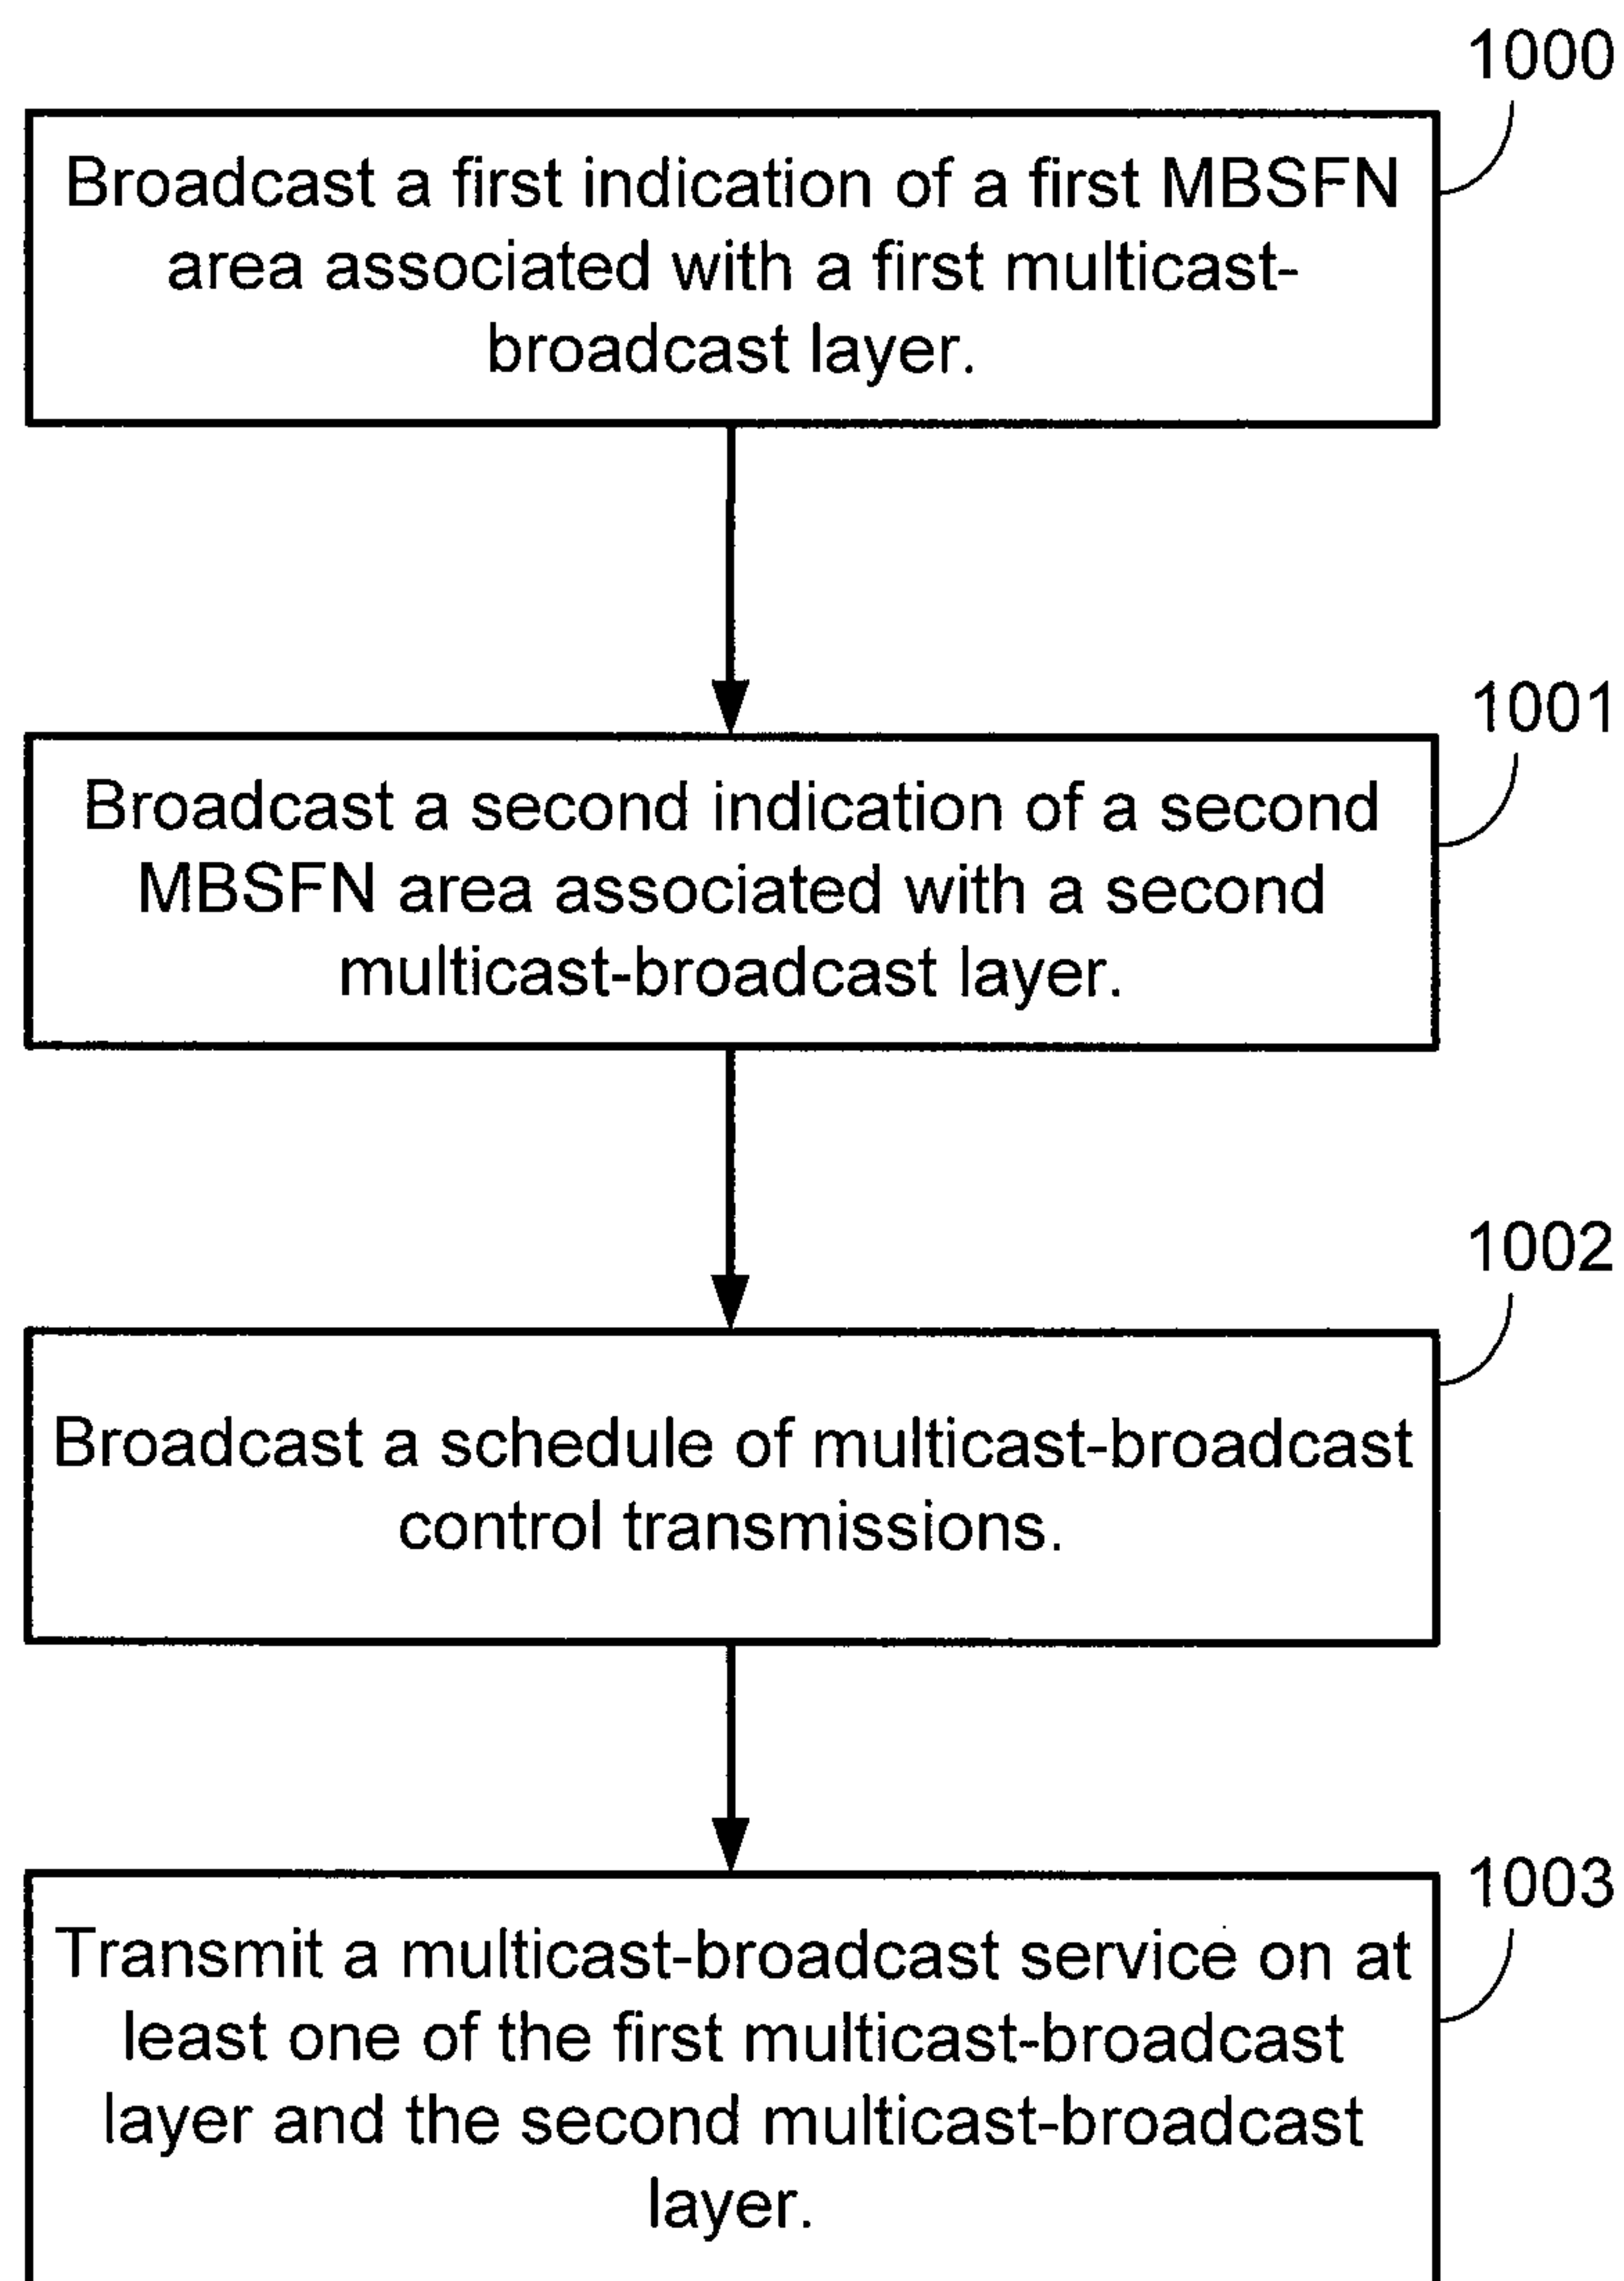 1000
Broadcast a first indication of a first MBSFN
area associated with a first multicast-
broadcast layer.
1001
Broadcast a second indication of a second
MBSFN area associated with a second
multicast-broadcast layer.
1002
Broadcast a schedule of multicast-broadcast
control transmissions.
1003
Transmit a multicast-broadcast service on at
least one of the first multicast-broadcast
layer and the second multicast-broadcast
layer.